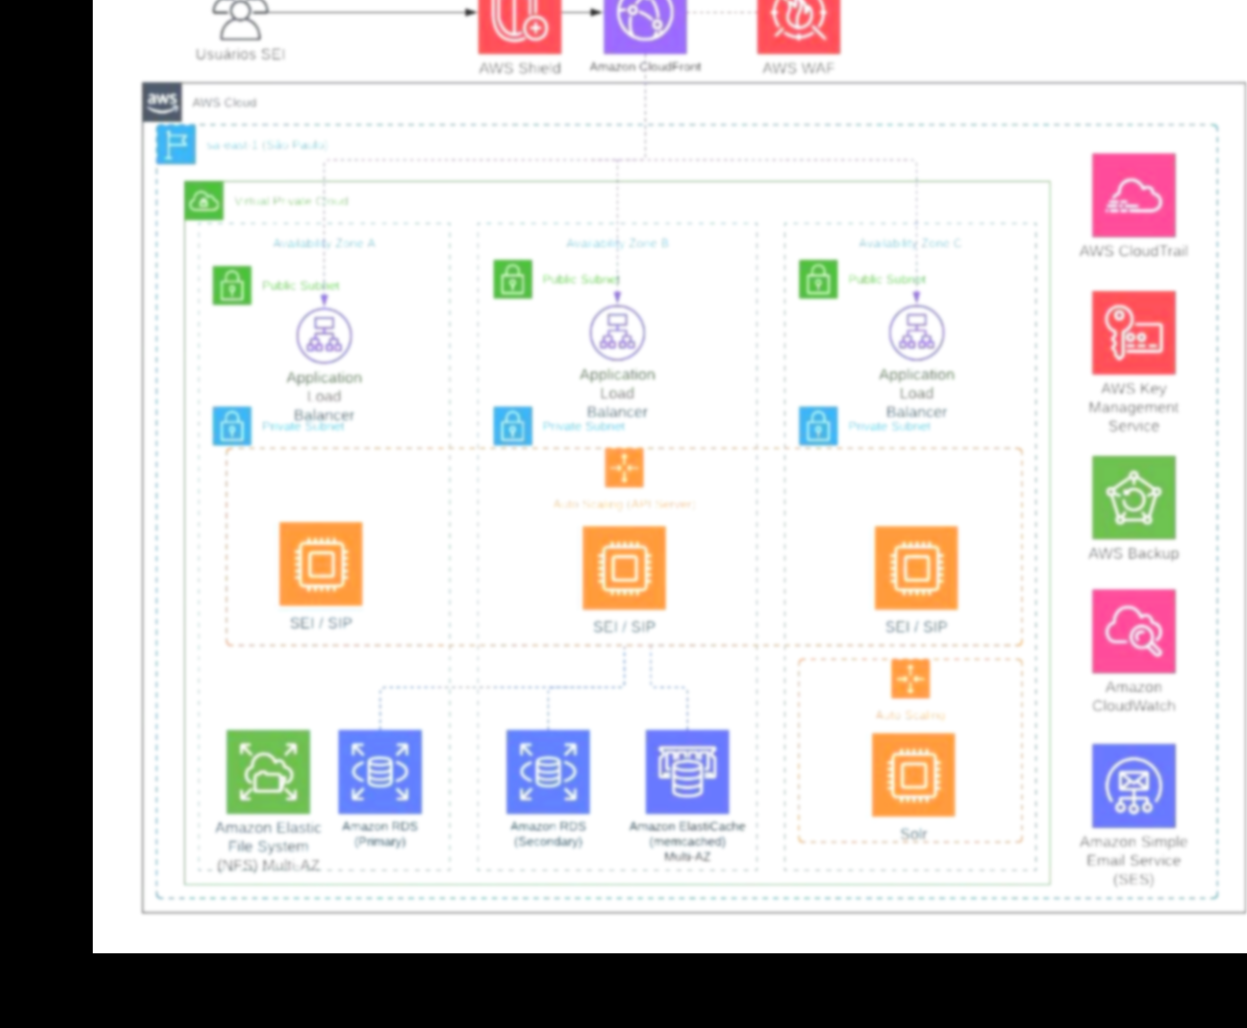 Usuários SEI
AWS Shield
Amazon CloudFront
AWS WAF
aws
AWS Cloud
sa-east-1 (São Paulo)
Virtual Private Cloud
Availability Zone A
Availability Zone B
Availability Zone C
Public Subnet
Public Subnet
Public Subnet
Application
Load
Balancer
Application
Load
Balancer
Application
Load
Balancer
Private Subnet
Private Subnet
Private Subnet
Auto Scaling (API Server)
SEI / SIP
SEI / SIP
SEI / SIP
Auto Scaling
Solr
Amazon Elastic
File System
(NFS) Multi-AZ
Amazon RDS
(Primary)
Amazon RDS
(Secondary)
Amazon ElastiCache
(memcached)
Multi-AZ
AWS CloudTrail
AWS Key
Management
Service
AWS Backup
Amazon
CloudWatch
Amazon Simple
Email Service
(SES)